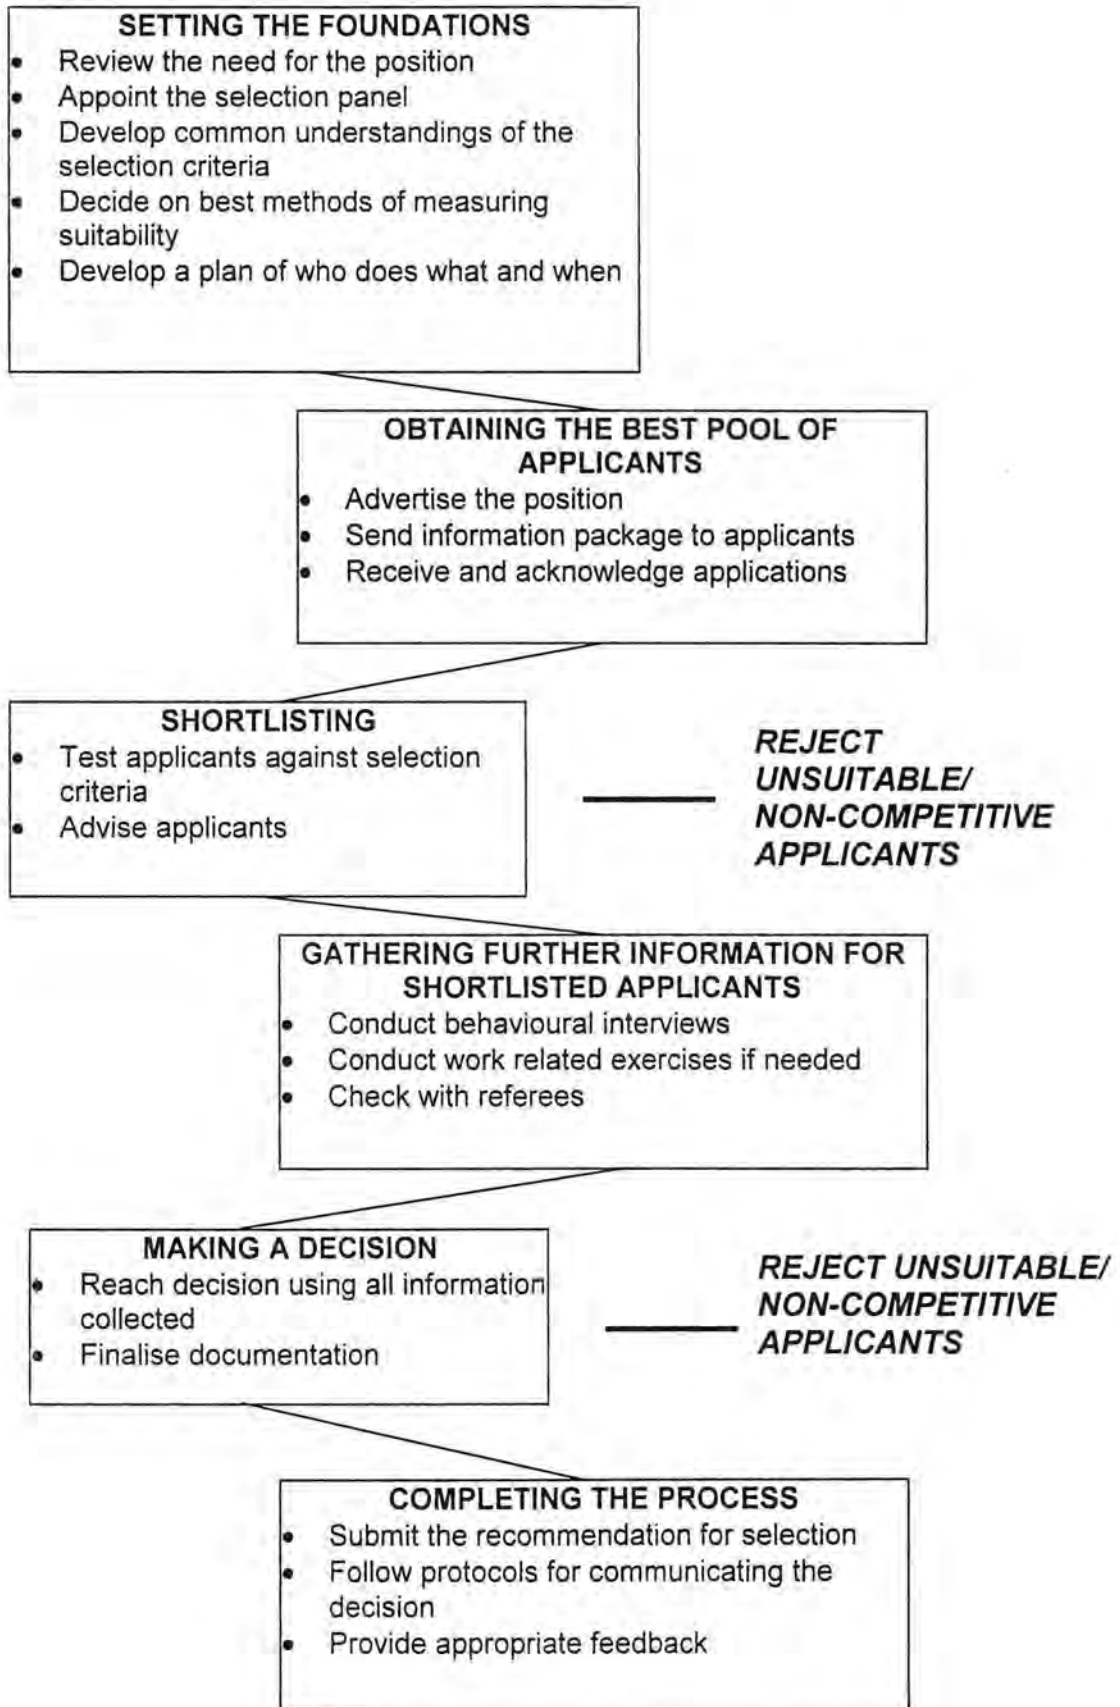 SETTING THE FOUNDATIONS
• Review the need for the position
• Appoint the selection panel
• Develop common understandings of the
selection criteria
• Decide on best methods of measuring
suitability
• Develop a plan of who does what and when
OBTAINING THE BEST POOL OF
APPLICANTS
• Advertise the position
• Send information package to applicants
• Receive and acknowledge applications
SHORTLISTING
• Test applicants against selection
criteria
• Advise applicants
REJECT
UNSUITABLE/
NON-COMPETITIVE
APPLICANTS
GATHERING FURTHER INFORMATION FOR
SHORTLISTED APPLICANTS
• Conduct behavioural interviews
• Conduct work related exercises if needed
• Check with referees
MAKING A DECISION
• Reach decision using all information
collected
• Finalise documentation
REJECT UNSUITABLE/
NON-COMPETITIVE
APPLICANTS
COMPLETING THE PROCESS
• Submit the recommendation for selection
• Follow protocols for communicating the
decision
• Provide appropriate feedback